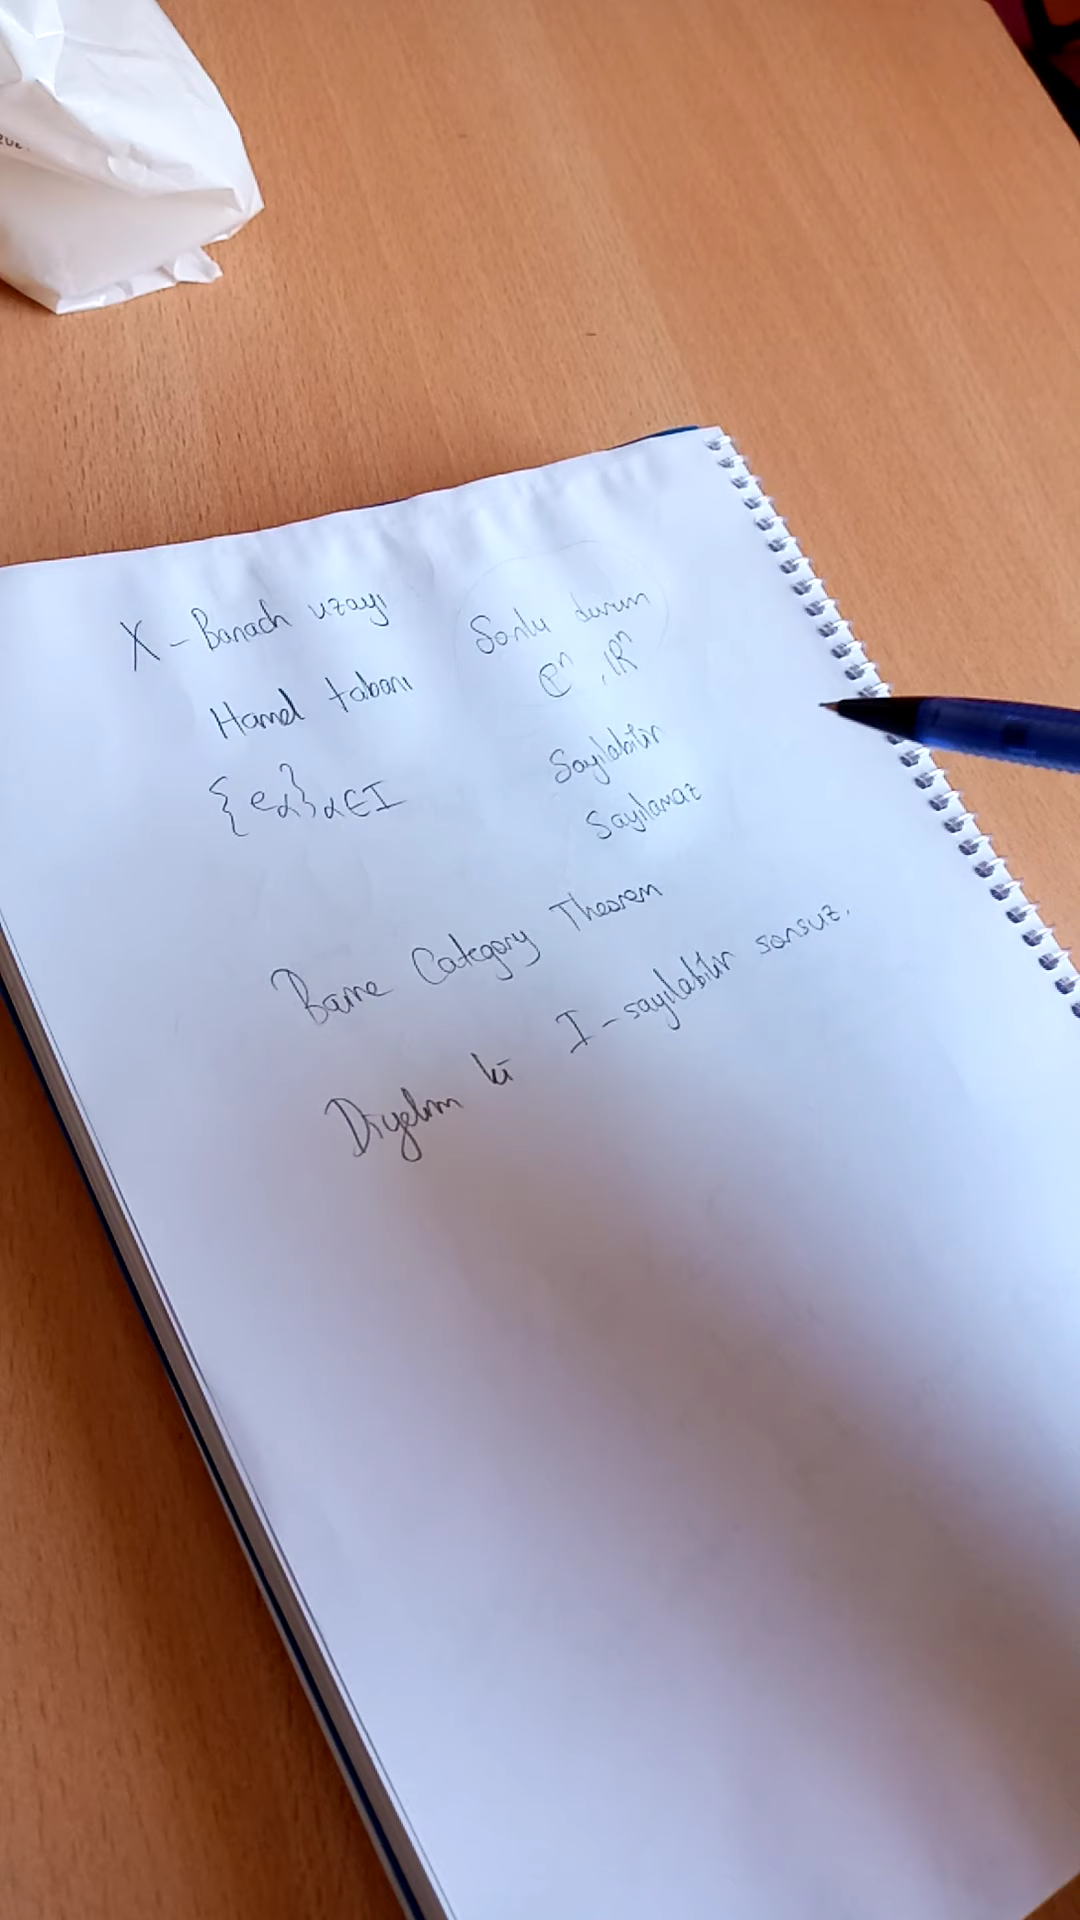 X - Banach uzayı
Hamel tabanı
{eα}α∈I
Sonlu durum
ℂⁿ, ℝⁿ
Sayılabilir
Sayılamaz
Baire Category Theorem
Diyelim ki I - sayılabilir sonsuz.